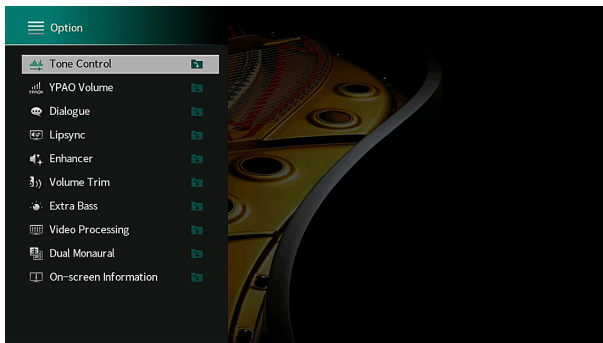 Option
Tone Control
YPAO Volume
Dialogue
Lipsync
Enhancer
Volume Trim
Extra Bass
Video Processing
Dual Monaural
On-screen Information